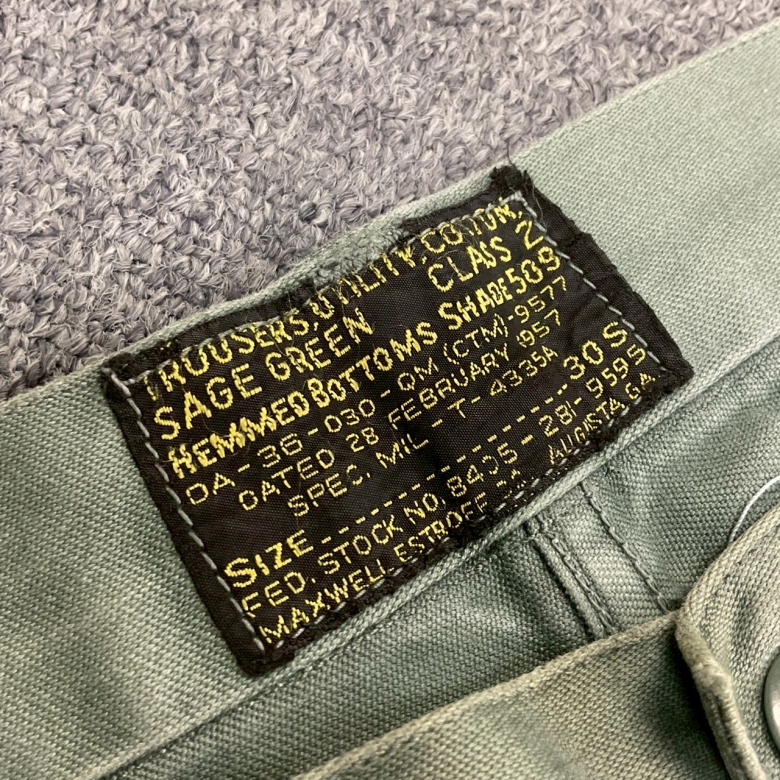 TROUSERS, UTILITY, COTTON,
SAGE GREEN CLASS 2
HEMMED BOTTOMS SHADE 509
DA-36-030-QM (CTM)-9577
DATED 28 FEBRUARY 1957
SPEC. MIL-T-4335A
SIZE--------------------30S
FED. STOCK NO. 8405-281-9595
MAXWELL ESTROFF AUGUSTA, GA.